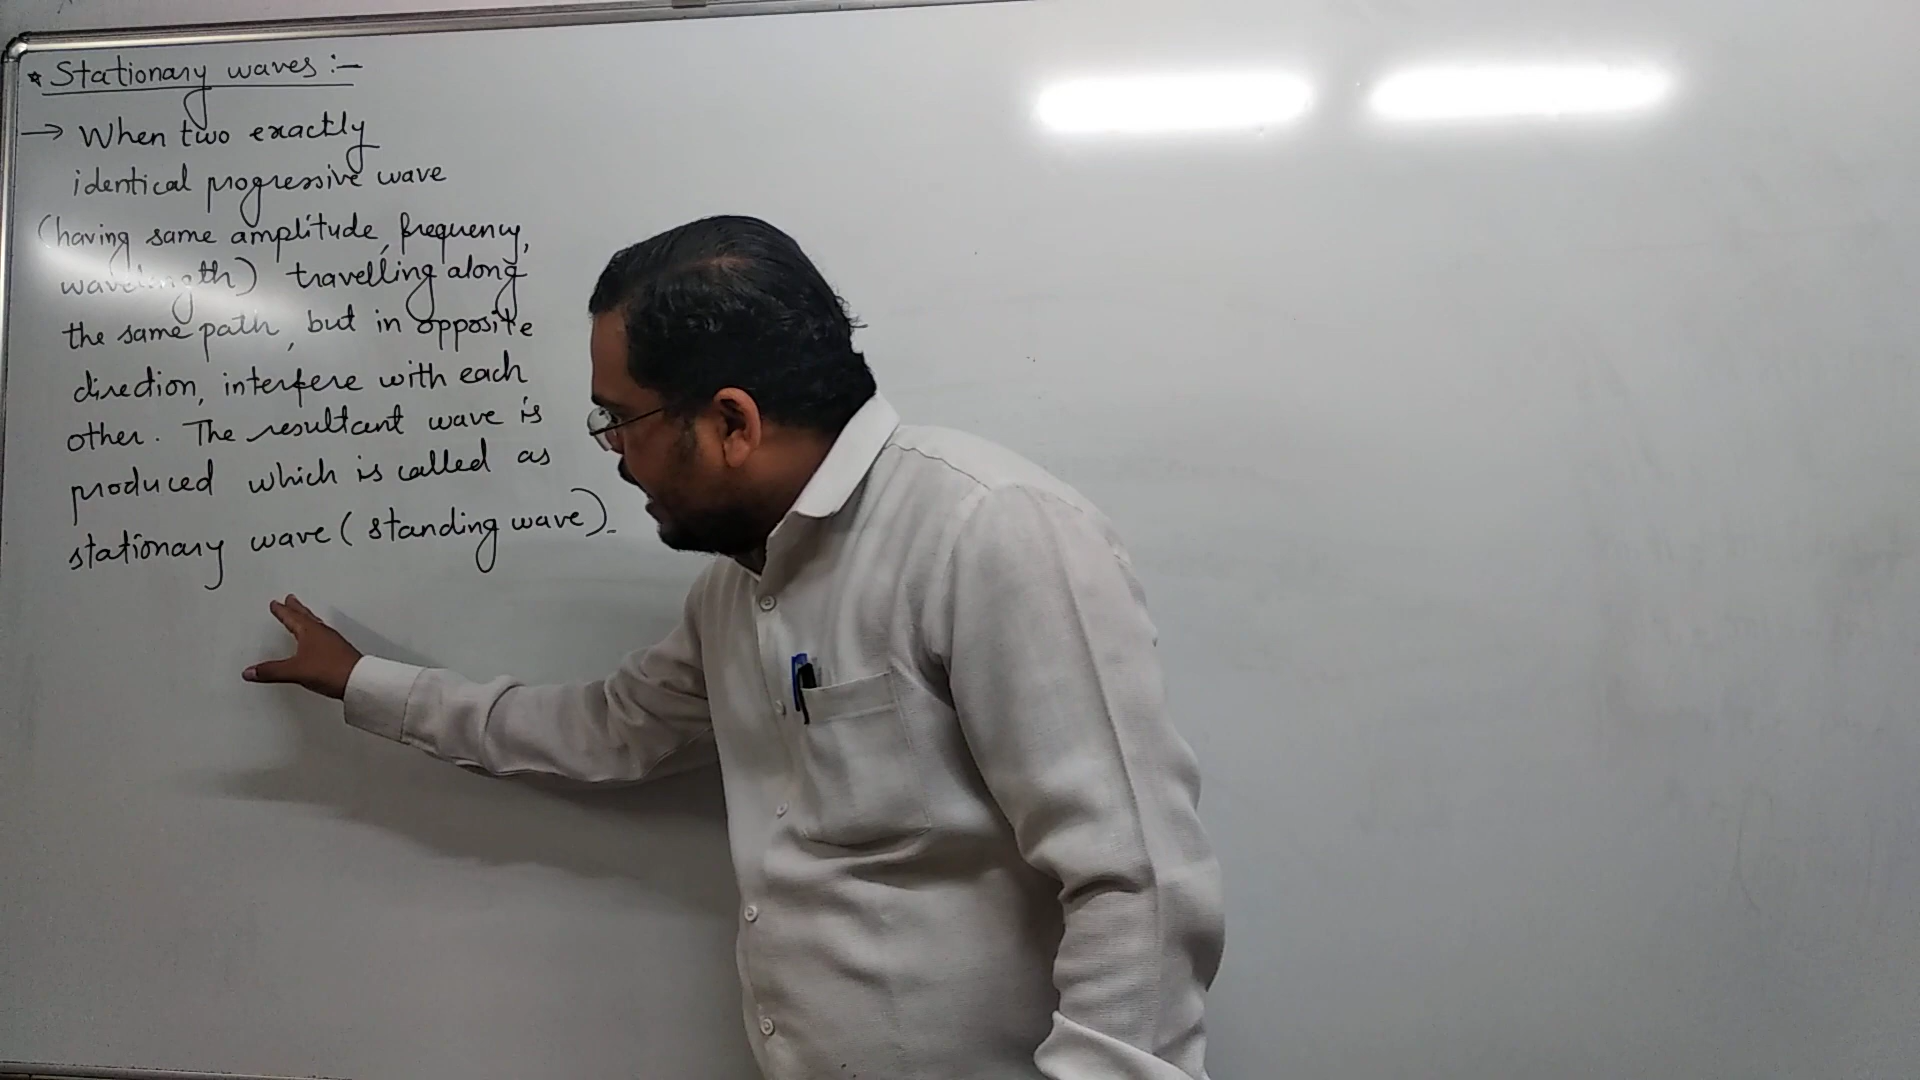 * Stationary waves :-
→ When two exactly
identical progressive wave
(having same amplitude, frequency,
wavelength) travelling along
the same path, but in opposite
direction, interfere with each
other. The resultant wave is
produced which is called as
stationary wave (standing wave).